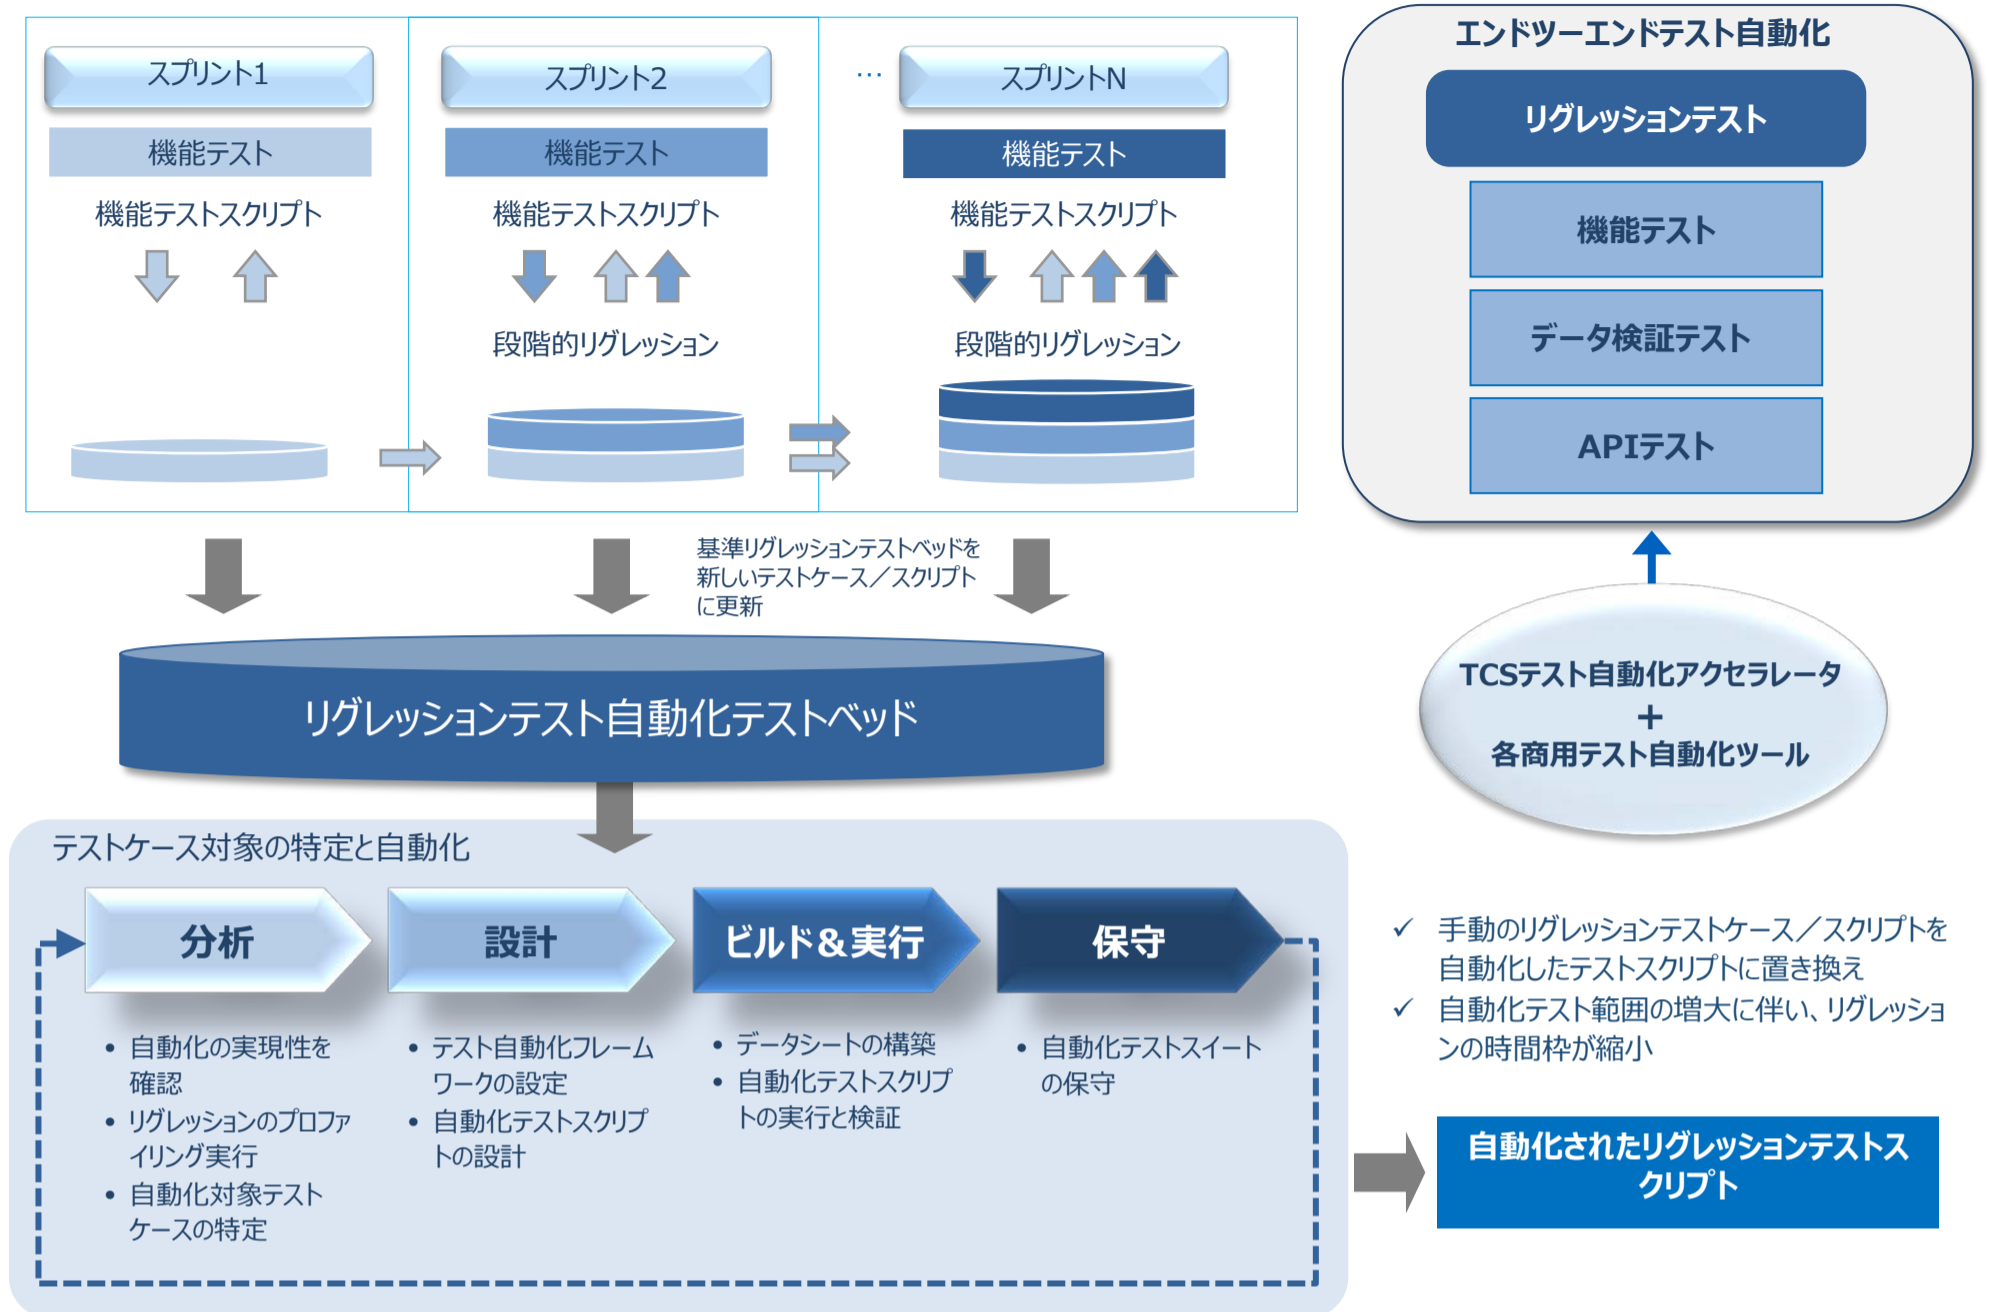 スプリント1
機能テスト
機能テストスクリプト
スプリント2
機能テスト
機能テストスクリプト
段階的リグレッション
…
スプリントN
機能テスト
機能テストスクリプト
段階的リグレッション
エンドツーエンドテスト自動化
リグレッションテスト
機能テスト
データ検証テスト
APIテスト
基準リグレッションテストベッドを
新しいテストケース／スクリプト
に更新
リグレッションテスト自動化テストベッド
TCSテスト自動化アクセラレータ
+
各商用テスト自動化ツール
テストケース対象の特定と自動化
分析
• 自動化の実現性を
確認
• リグレッションのプロファ
イリング実行
• 自動化対象テスト
ケースの特定
設計
• テスト自動化フレーム
ワークの設定
• 自動化テストスクリプ
トの設計
ビルド＆実行
• データシートの構築
• 自動化テストスクリプ
トの実行と検証
保守
• 自動化テストスイート
の保守
✓ 手動のリグレッションテストケース／スクリプトを
自動化したテストスクリプトに置き換え
✓ 自動化テスト範囲の増大に伴い、リグレッショ
ンの時間枠が縮小
自動化されたリグレッションテストス
クリプト